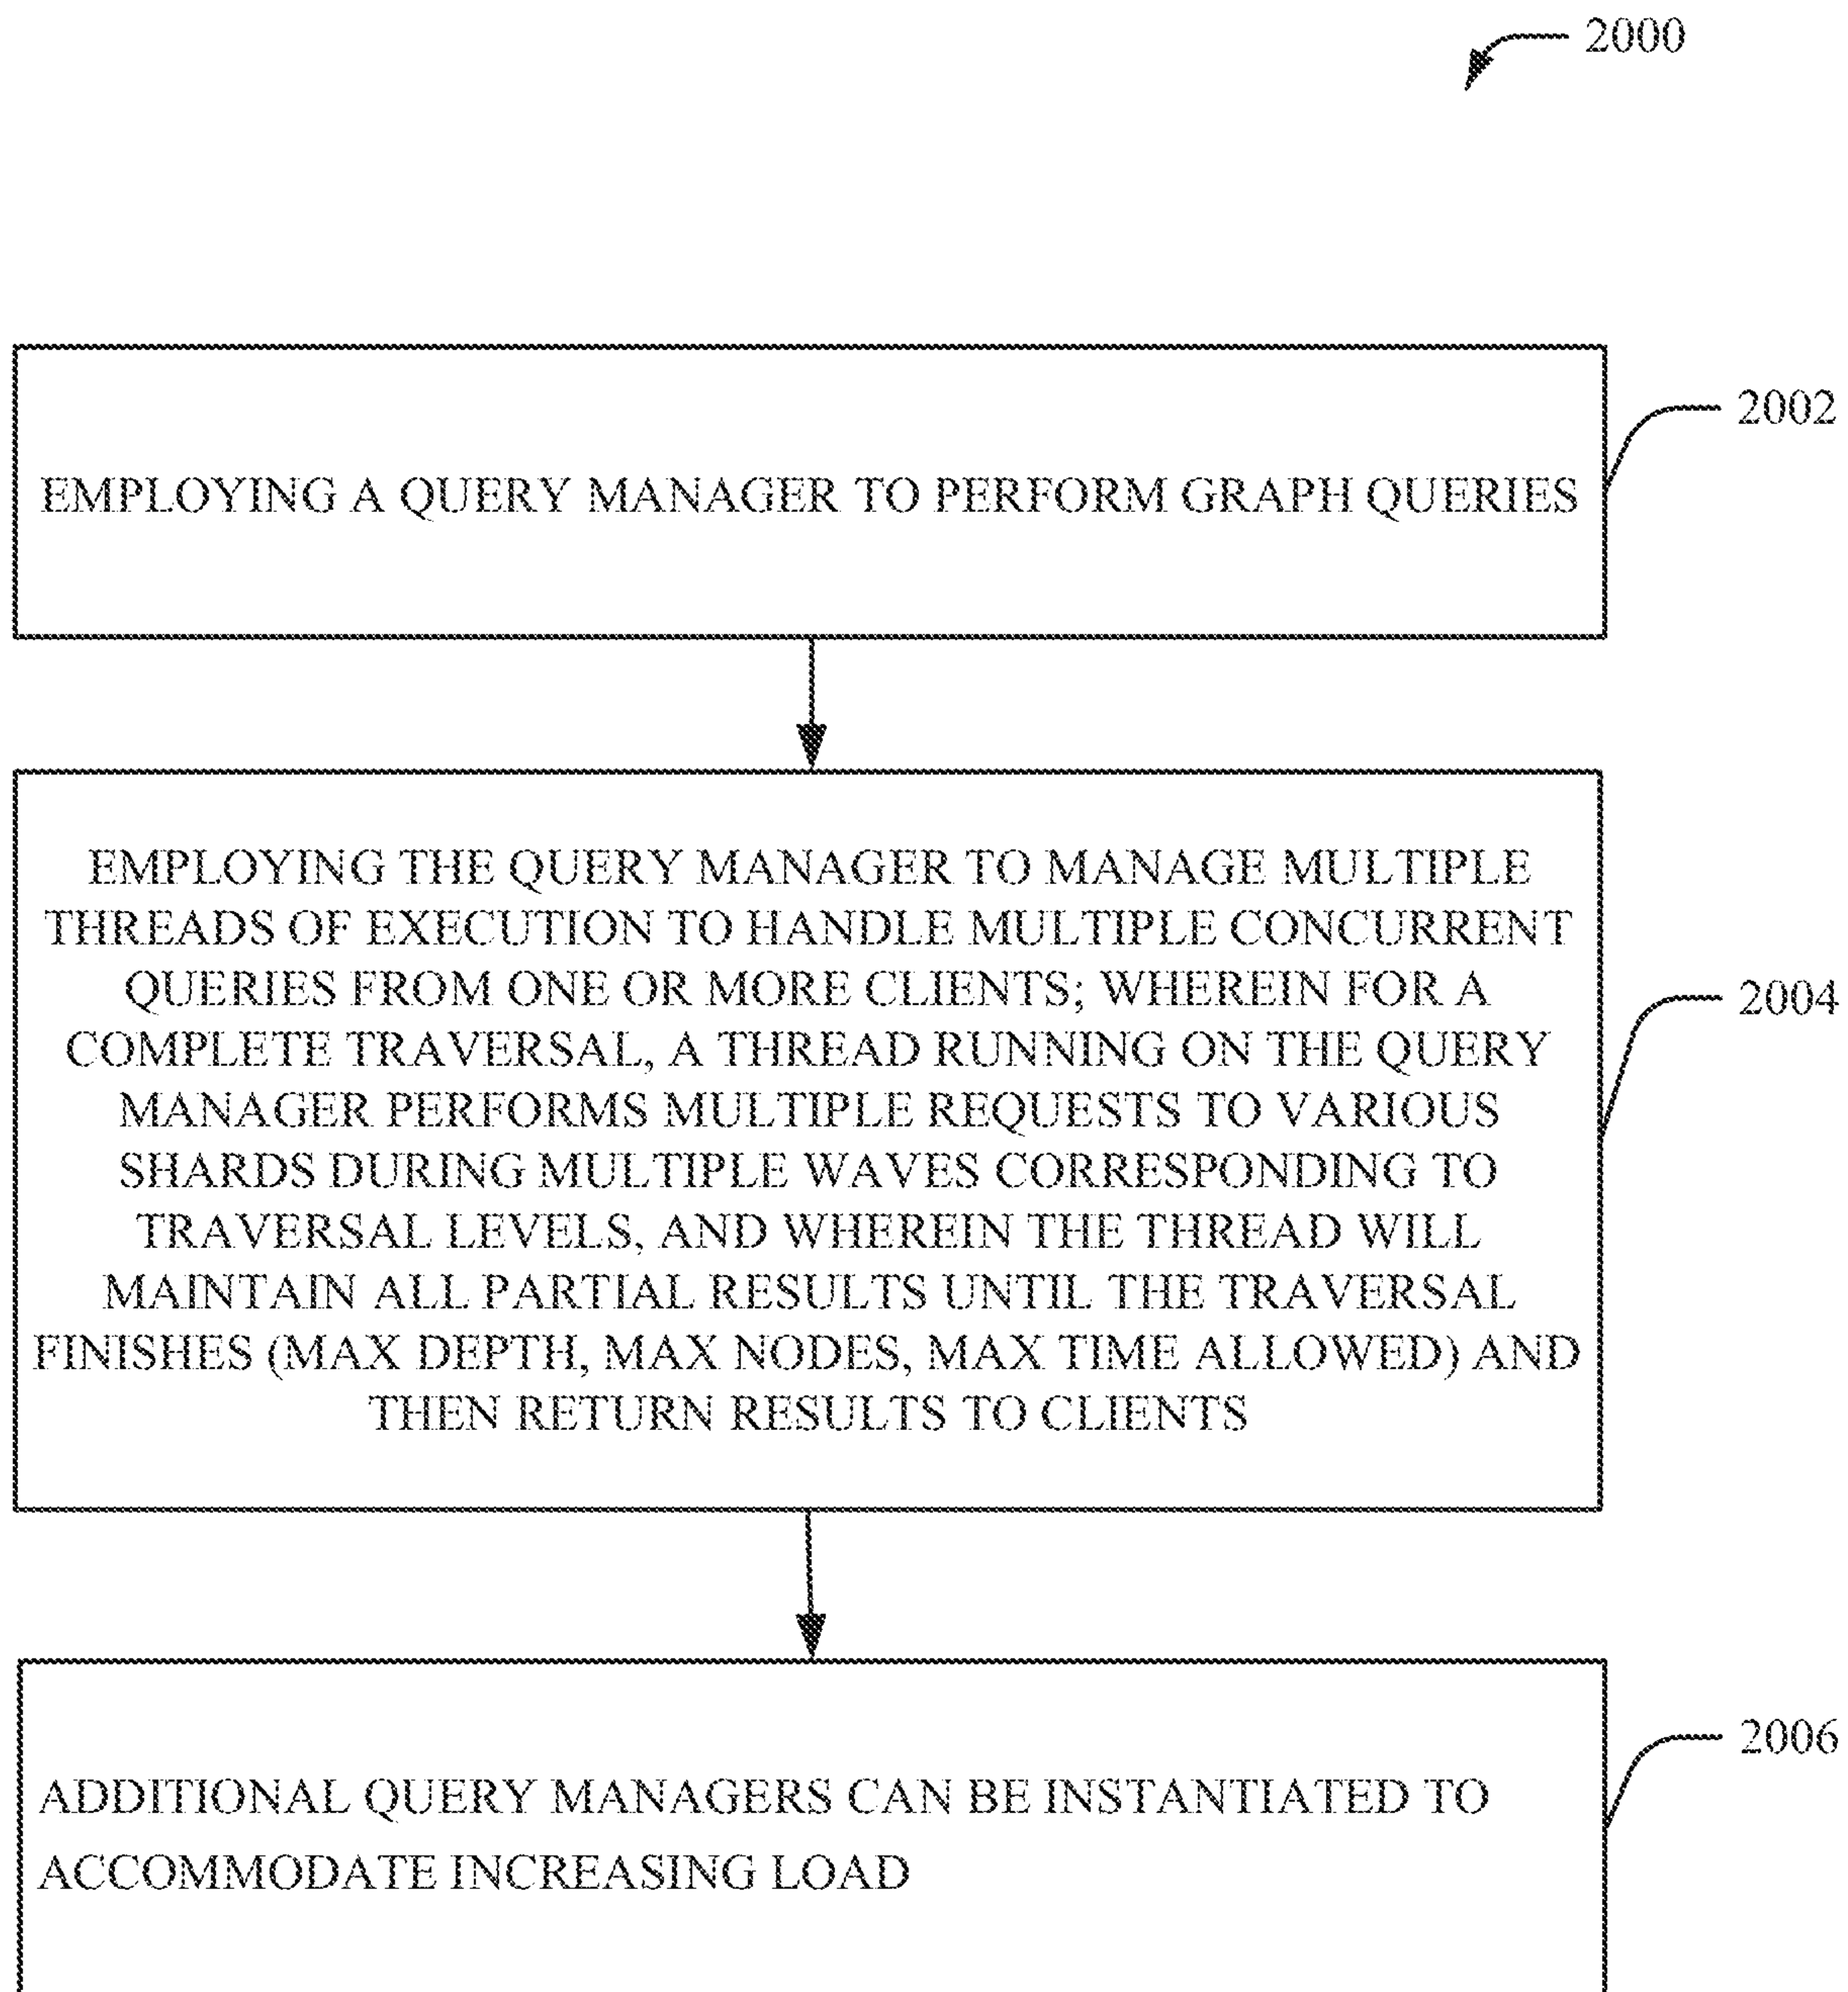 2000
2002
EMPLOYING A QUERY MANAGER TO PERFORM GRAPH QUERIES
EMPLOYING THE QUERY MANAGER TO MANAGE MULTIPLE
THREADS OF EXECUTION TO HANDLE MULTIPLE CONCURRENT
QUERIES FROM ONE OR MORE CLIENTS; WHEREIN FOR A
COMPLETE TRAVERSAL, A THREAD RUNNING ON THE QUERY
MANAGER PERFORMS MULTIPLE REQUESTS TO VARIOUS
SHARDS DURING MULTIPLE WAVES CORRESPONDING TO
TRAVERSAL LEVELS, AND WHEREIN THE THREAD WILL
MAINTAIN ALL PARTIAL RESULTS UNTIL THE TRAVERSAL
FINISHES (MAX DEPTH, MAX NODES, MAX TIME ALLOWED) AND
THEN RETURN RESULTS TO CLIENTS
2004
2006
ADDITIONAL QUERY MANAGERS CAN BE INSTANTIATED TO
ACCOMMODATE INCREASING LOAD